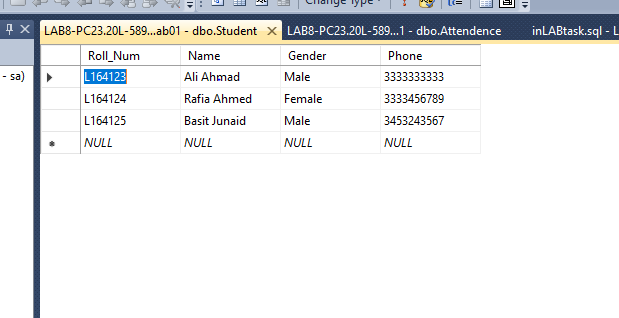 Change Type
LAB8-PC23.20L-589...ab01 - dbo.Student
LAB8-PC23.20L-589...1 - dbo.Attendence
inLABtask.sql - L
- sa)
Roll_Num Name Gender Phone
L164123 Ali Ahmad Male 3333333333
L164124 Rafia Ahmed Female 3333456789
L164125 Basit Junaid Male 3453243567
NULL NULL NULL NULL